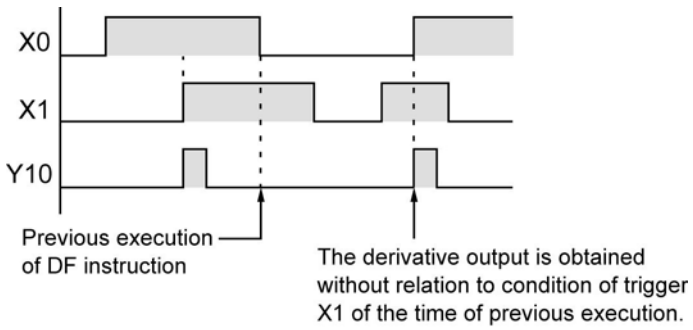 X0
X1
Y10
Previous execution
of DF instruction
The derivative output is obtained
without relation to condition of trigger
X1 of the time of previous execution.